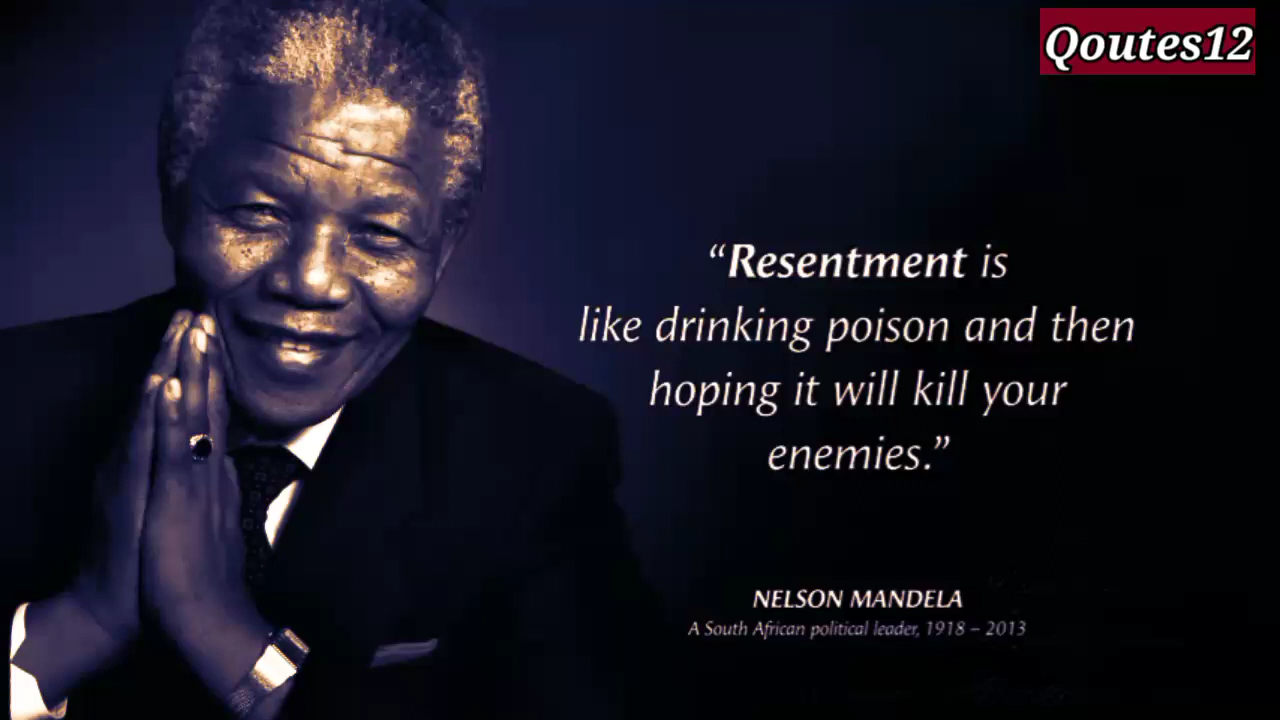 Qoutes12
“Resentment is
like drinking poison and then
hoping it will kill your
enemies.”
NELSON MANDELA
A South African political leader, 1918 – 2013